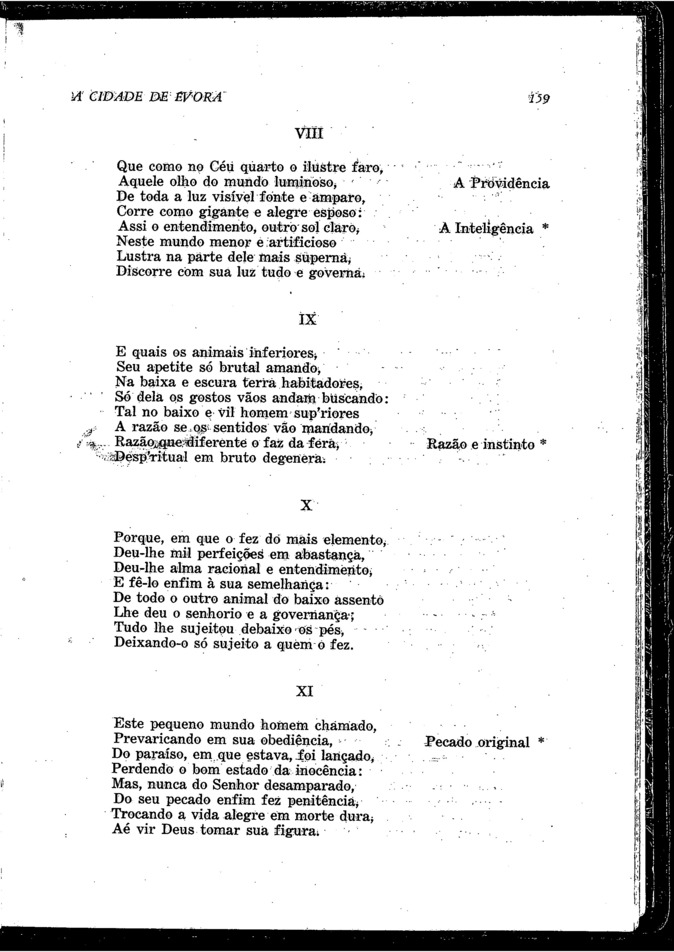 A CIDADE DE ÉVORA 159
VIII
Que como no Céu quarto o ilustre faro,
Aquele olho do mundo luminoso, A Providência
De toda a luz visível fonte e amparo,
Corre como gigante e alegre esposo:
Assi o entendimento, outro sol claro, A Inteligência *
Neste mundo menor e artificioso
Lustra na parte dele mais superna,
Discorre com sua luz tudo e governa.
IX
E quais os animais inferiores,
Seu apetite só brutal amando,
Na baixa e escura terra habitadores,
Só dela os gostos vãos andam buscando:
Tal no baixo e vil homem sup'riores
A razão se os sentidos vão mandando,
Razão que diferente o faz da fera, Razão e instinto *
Desp'ritual em bruto degenera.
X
Porque, em que o fez do mais elemento,
Deu-lhe mil perfeições em abastança,
Deu-lhe alma racional e entendimento,
E fê-lo enfim à sua semelhança:
De todo o outro animal do baixo assento
Lhe deu o senhorio e a governança;
Tudo lhe sujeitou debaixo os pés,
Deixando-o só sujeito a quem o fez.
XI
Este pequeno mundo homem chamado,
Prevaricando em sua obediência, Pecado original *
Do paraíso, em que estava, foi lançado,
Perdendo o bom estado da inocência:
Mas, nunca do Senhor desamparado,
Do seu pecado enfim fez penitência,
Trocando a vida alegre em morte dura,
Aé vir Deus tomar sua figura.